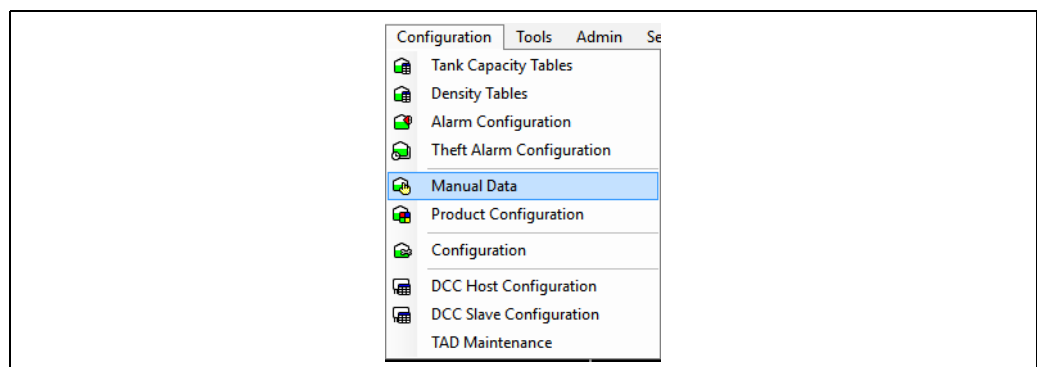 Configuration Tools Admin Se
Tank Capacity Tables
Density Tables
Alarm Configuration
Theft Alarm Configuration
Manual Data
Product Configuration
Configuration
DCC Host Configuration
DCC Slave Configuration
TAD Maintenance